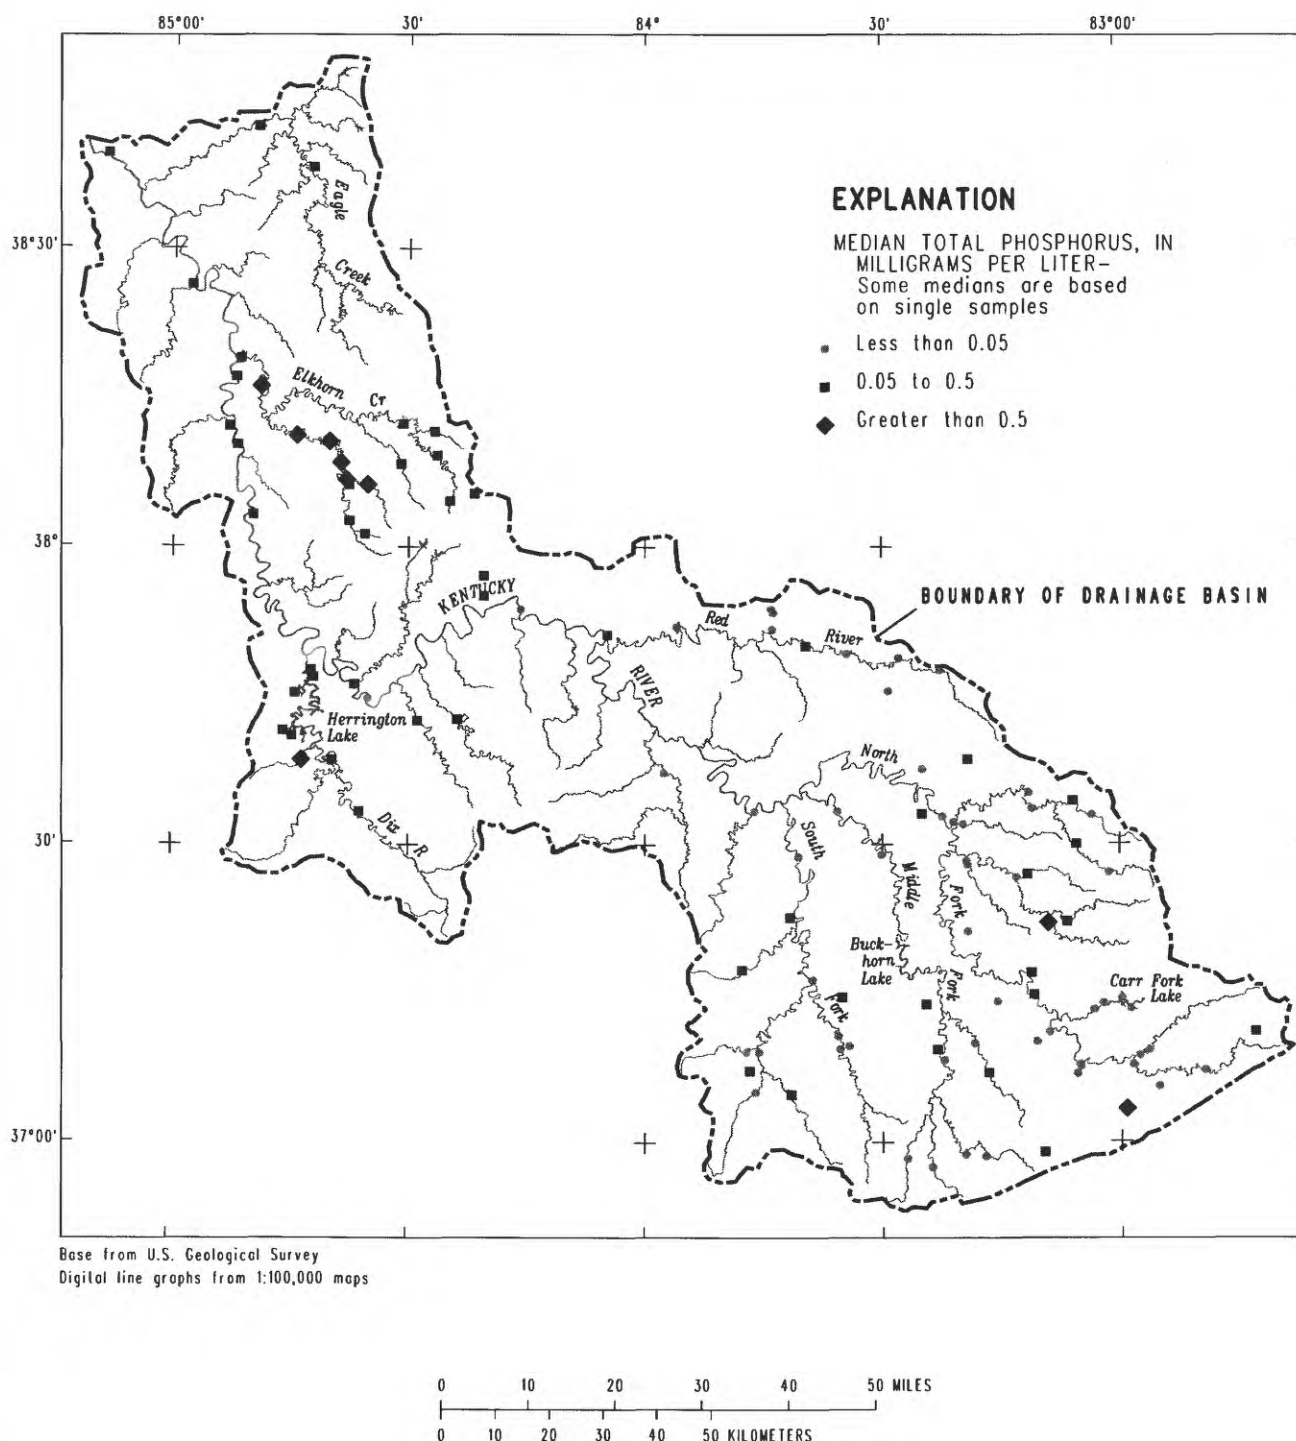 85°00' 30' 84° 30' 83°00'
38°30'
38°
30'
37°00'
EXPLANATION
MEDIAN TOTAL PHOSPHORUS, IN
MILLIGRAMS PER LITER–
Some medians are based
on single samples
Less than 0.05
0.05 to 0.5
Greater than 0.5
BOUNDARY OF DRAINAGE BASIN
Eagle
Creek
Elkhorn
Cr
KENTUCKY
RIVER
Red
River
Herrington
Lake
Dix
R
North
Fork
South
Fork
Middle
Fork
Buck-
horn
Lake
Carr Fork
Lake
Base from U.S. Geological Survey
Digital line graphs from 1:100,000 maps
0 10 20 30 40 50 MILES
0 10 20 30 40 50 KILOMETERS